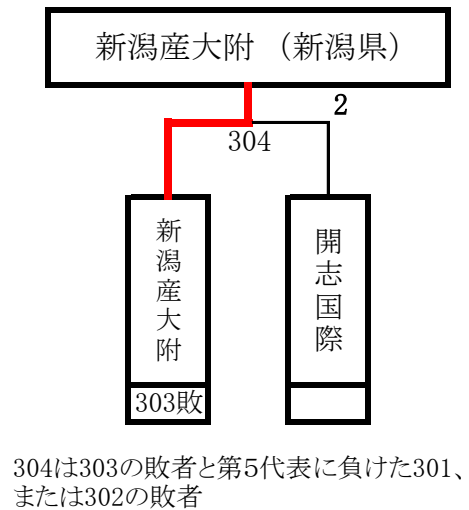 新潟産大附 （新潟県）
2
304
新潟産大附
開志国際
303敗
304は303の敗者と第５代表に負けた301、
または302の敗者